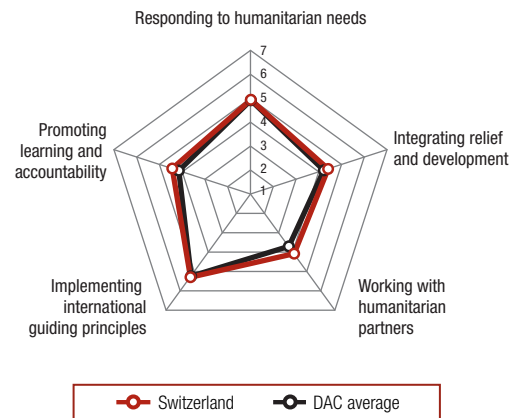 Responding to humanitarian needs
7
6
5
4
3
2
1
Promoting
learning and
accountability
Integrating relief
and development
Implementing
international
guiding principles
Working with
humanitarian
partners
Switzerland
DAC average